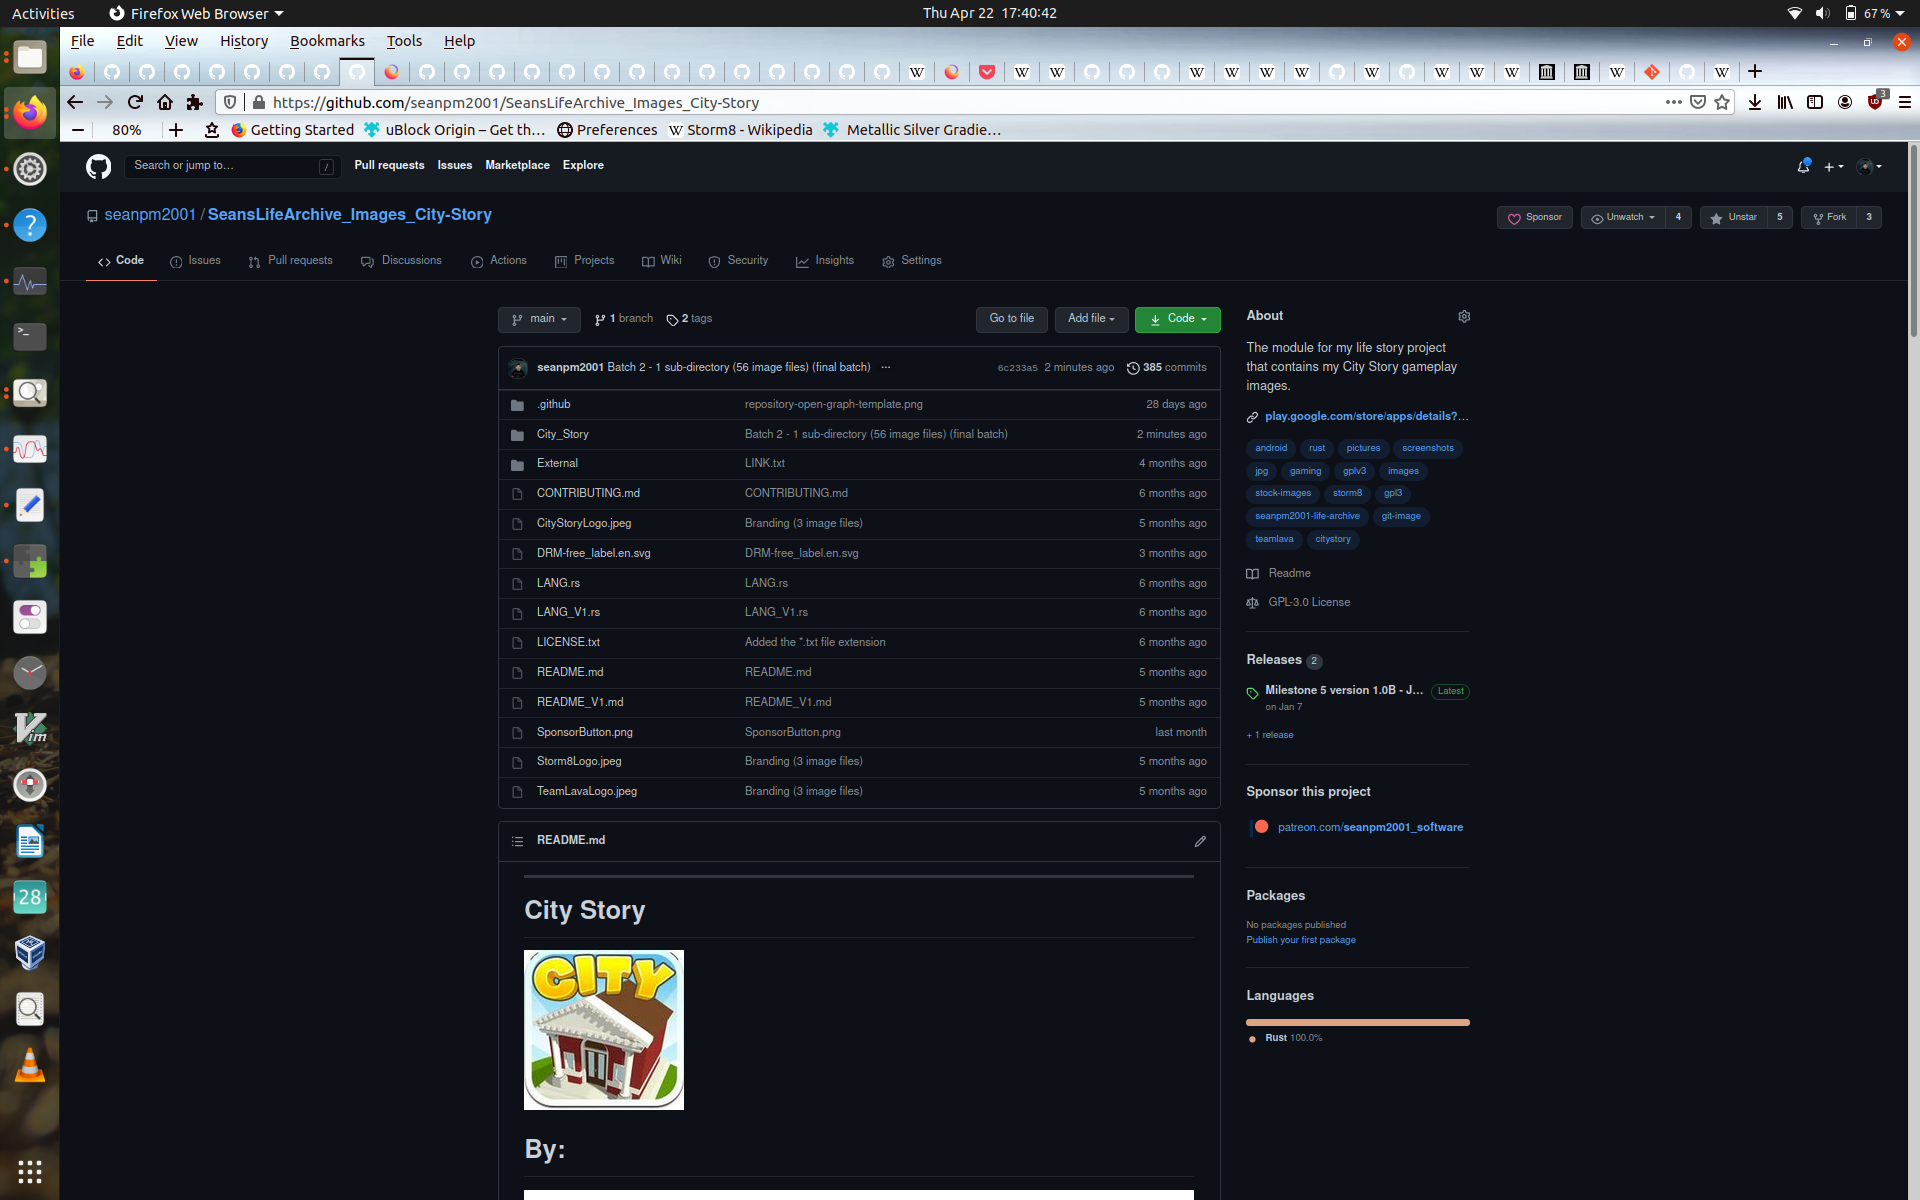 Activities
Firefox Web Browser
Thu Apr 22 17:40:42
67 %
File Edit View History Bookmarks Tools Help
https://github.com/seanpm2001/SeansLifeArchive_Images_City-Story
3
80%
Getting Started
uBlock Origin – Get th…
Preferences
Storm8 - Wikipedia
Metallic Silver Gradie…
Search or jump to…
/
Pull requests Issues Marketplace Explore
seanpm2001 / SeansLifeArchive_Images_City-Story
Sponsor
Unwatch 4
Unstar 5
Fork 3
Code Issues Pull requests Discussions Actions Projects Wiki Security Insights Settings
main
1 branch
2 tags
Go to file
Add file
Code
seanpm2001 Batch 2 - 1 sub-directory (56 image files) (final batch) ... 6c233a5 2 minutes ago 385 commits
.github repository-open-graph-template.png 28 days ago
City_Story Batch 2 - 1 sub-directory (56 image files) (final batch) 2 minutes ago
External LINK.txt 4 months ago
CONTRIBUTING.md CONTRIBUTING.md 6 months ago
CityStoryLogo.jpeg Branding (3 image files) 5 months ago
DRM-free_label.en.svg DRM-free_label.en.svg 3 months ago
LANG.rs LANG.rs 6 months ago
LANG_V1.rs LANG_V1.rs 6 months ago
LICENSE.txt Added the *.txt file extension 6 months ago
README.md README.md 5 months ago
README_V1.md README_V1.md 5 months ago
SponsorButton.png SponsorButton.png last month
Storm8Logo.jpeg Branding (3 image files) 5 months ago
TeamLavaLogo.jpeg Branding (3 image files) 5 months ago
README.md
City Story
CITY
By:
About
The module for my life story project
that contains my City Story gameplay
images.
play.google.com/store/apps/details?…
android rust pictures screenshots
jpg gaming gplv3 images
stock-images storm8 gpl3
seanpm2001-life-archive git-image
teamlava citystory
Readme
GPL-3.0 License
Releases 2
Milestone 5 version 1.0B - J… Latest
on Jan 7
+ 1 release
Sponsor this project
patreon.com/seanpm2001_software
Packages
No packages published
Publish your first package
Languages
Rust 100.0%
28
Vim